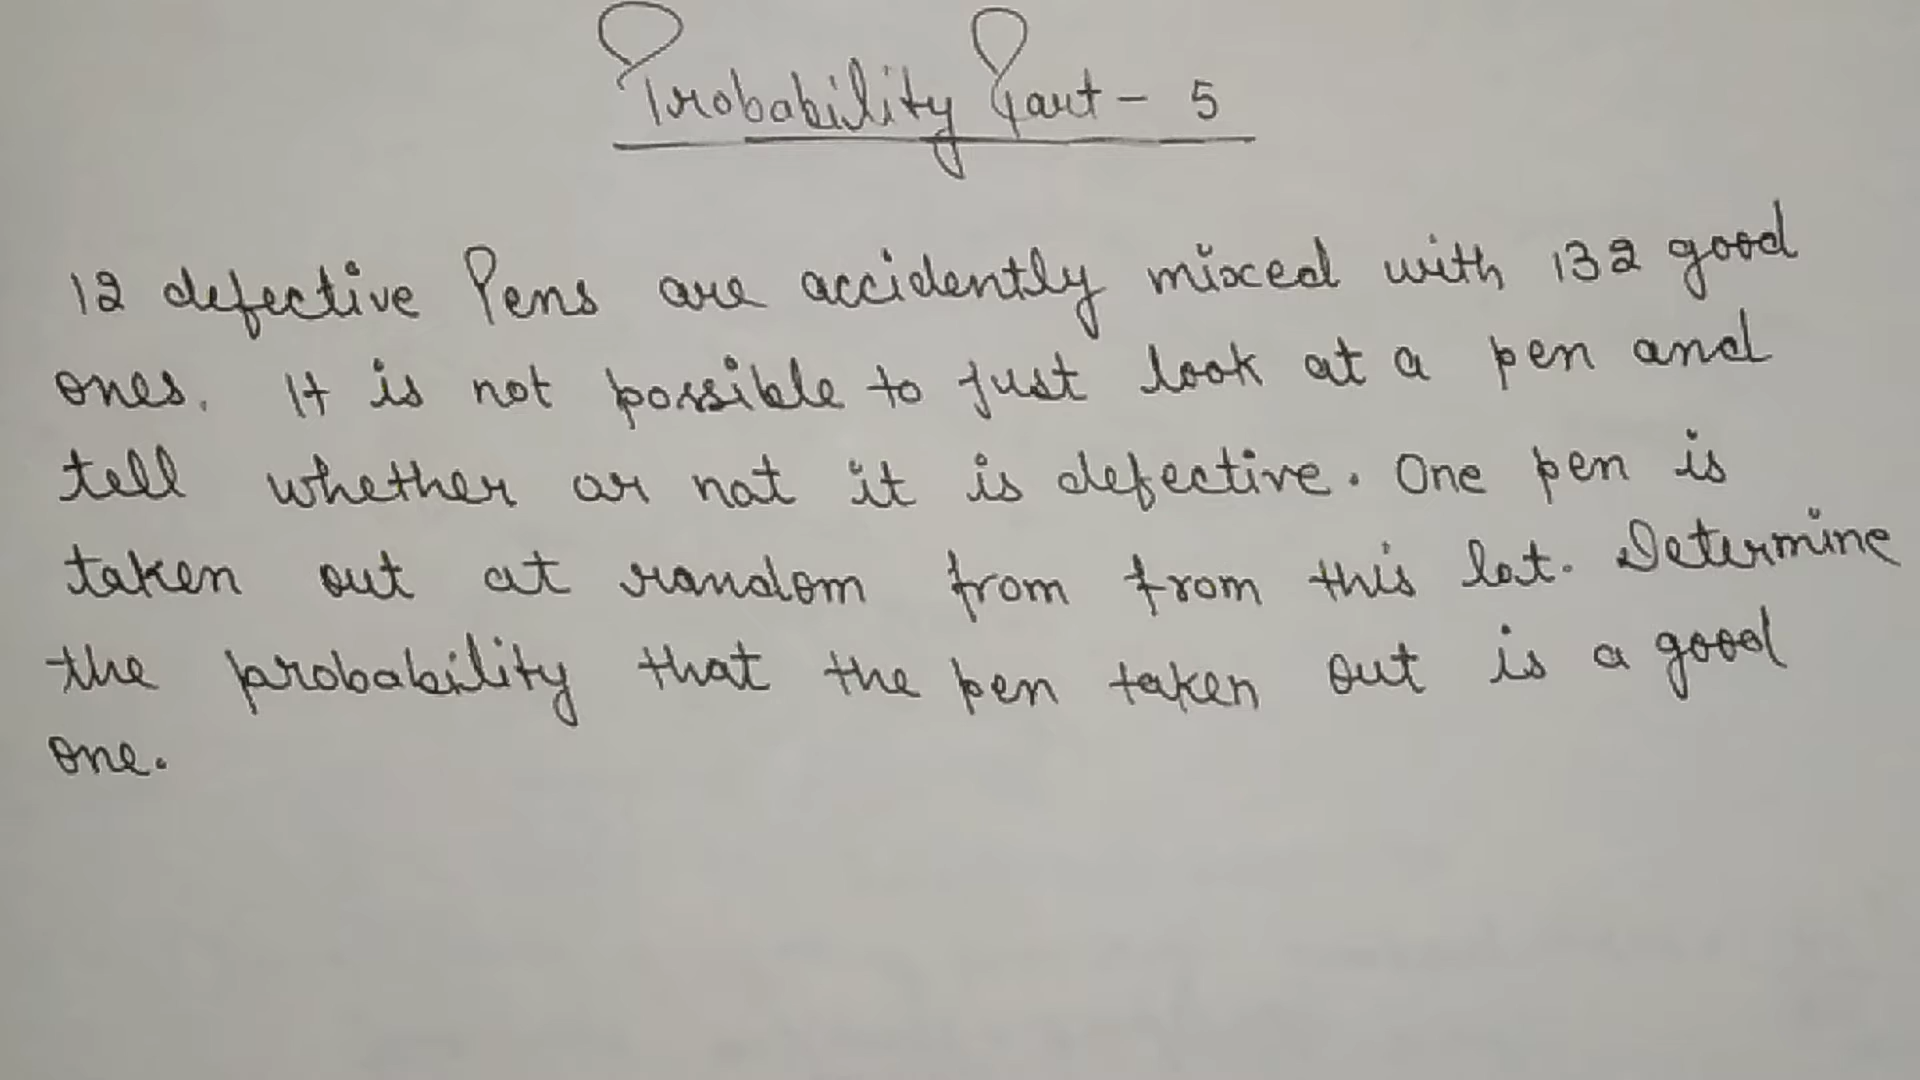 Probability Part - 5
12 defective Pens are accidently mixed with 132 good
ones. It is not possible to just look at a pen and
tell whether or not it is defective. One pen is
taken out at random from from this lot. Determine
the probability that the pen taken out is a good
one.